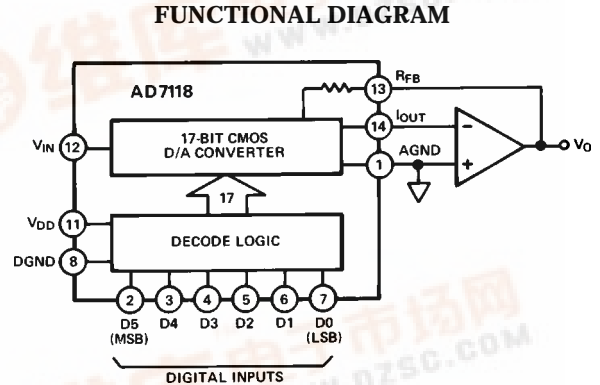 FUNCTIONAL DIAGRAM
AD7118
RFB
13
IOUT
14
AGND
1
VO
17-BIT CMOS
D/A CONVERTER
VIN
12
17
VDD
11
DGND
8
DECODE LOGIC
2 3 4 5 6 7
D5 D4 D3 D2 D1 D0
(MSB) (LSB)
DIGITAL INPUTS